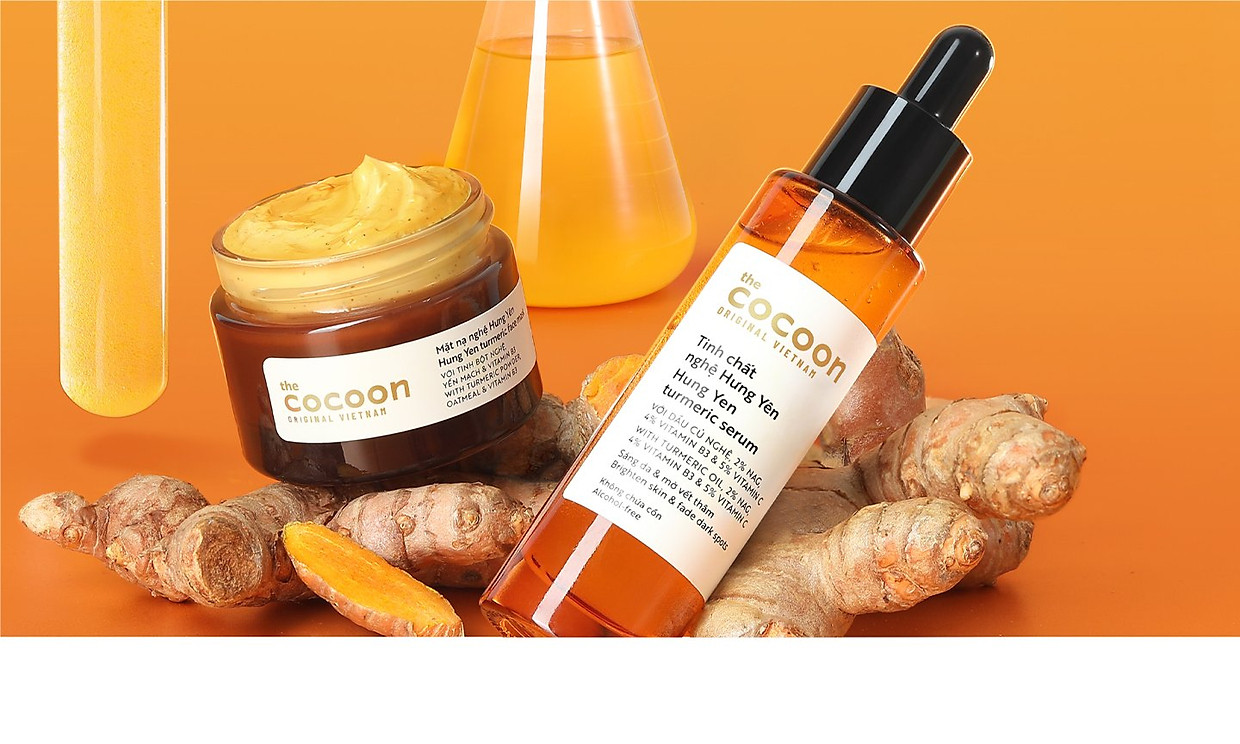 the
cocoon
ORIGINAL VIETNAM
Mặt nạ nghệ Hưng Yên
Hung Yen turmeric face mask
VỚI TINH BỘT NGHỆ,
YẾN MẠCH & VITAMIN B3
WITH TURMERIC POWDER,
OATMEAL & VITAMIN B3
the
cocoon
ORIGINAL VIETNAM
Tinh chất
nghệ Hưng Yên
Hung Yen
turmeric serum
VỚI DẦU CỦ NGHỆ, 2% NAG,
4% VITAMIN B3 & 5% VITAMIN C
WITH TURMERIC OIL, 2% NAG,
4% VITAMIN B3 & 5% VITAMIN C
Sáng da & mờ vết thâm
Brighten skin & fade dark spots
Không chứa cồn
Alcohol-free